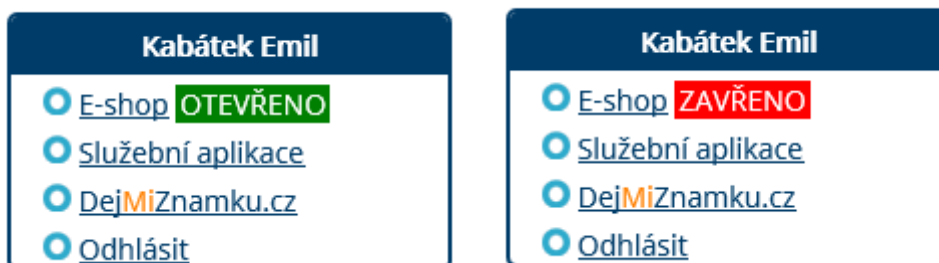 Kabátek Emil
E-shop OTEVŘENO
Služební aplikace
DejMiZnamku.cz
Odhlásit
Kabátek Emil
E-shop ZAVŘENO
Služební aplikace
DejMiZnamku.cz
Odhlásit